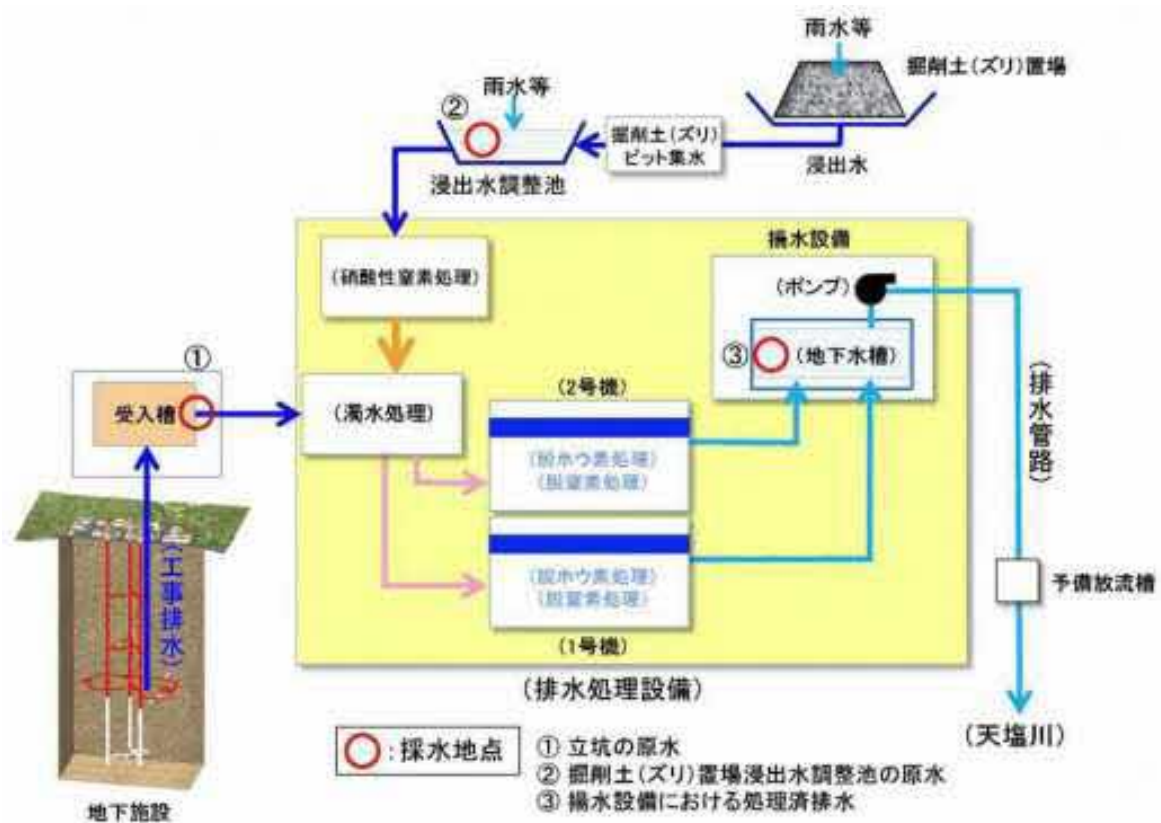 雨水等
掘削土(ズリ)置場
雨水等
②
掘削土(ズリ)
ピット集水
浸出水
浸出水調整池
揚水設備
(硝酸性窒素処理)
(ポンプ)
③
(地下水槽)
①
受入槽
(濁水処理)
(2号機)
(脱ホウ素処理)
(脱窒素処理)
(排水管路)
(脱ホウ素処理)
(脱窒素処理)
(工事排水)
予備放流槽
(1号機)
(排水処理設備)
(天塩川)
:採水地点
① 立坑の原水
② 掘削土(ズリ)置場浸出水調整池の原水
③ 揚水設備における処理済排水
地下施設